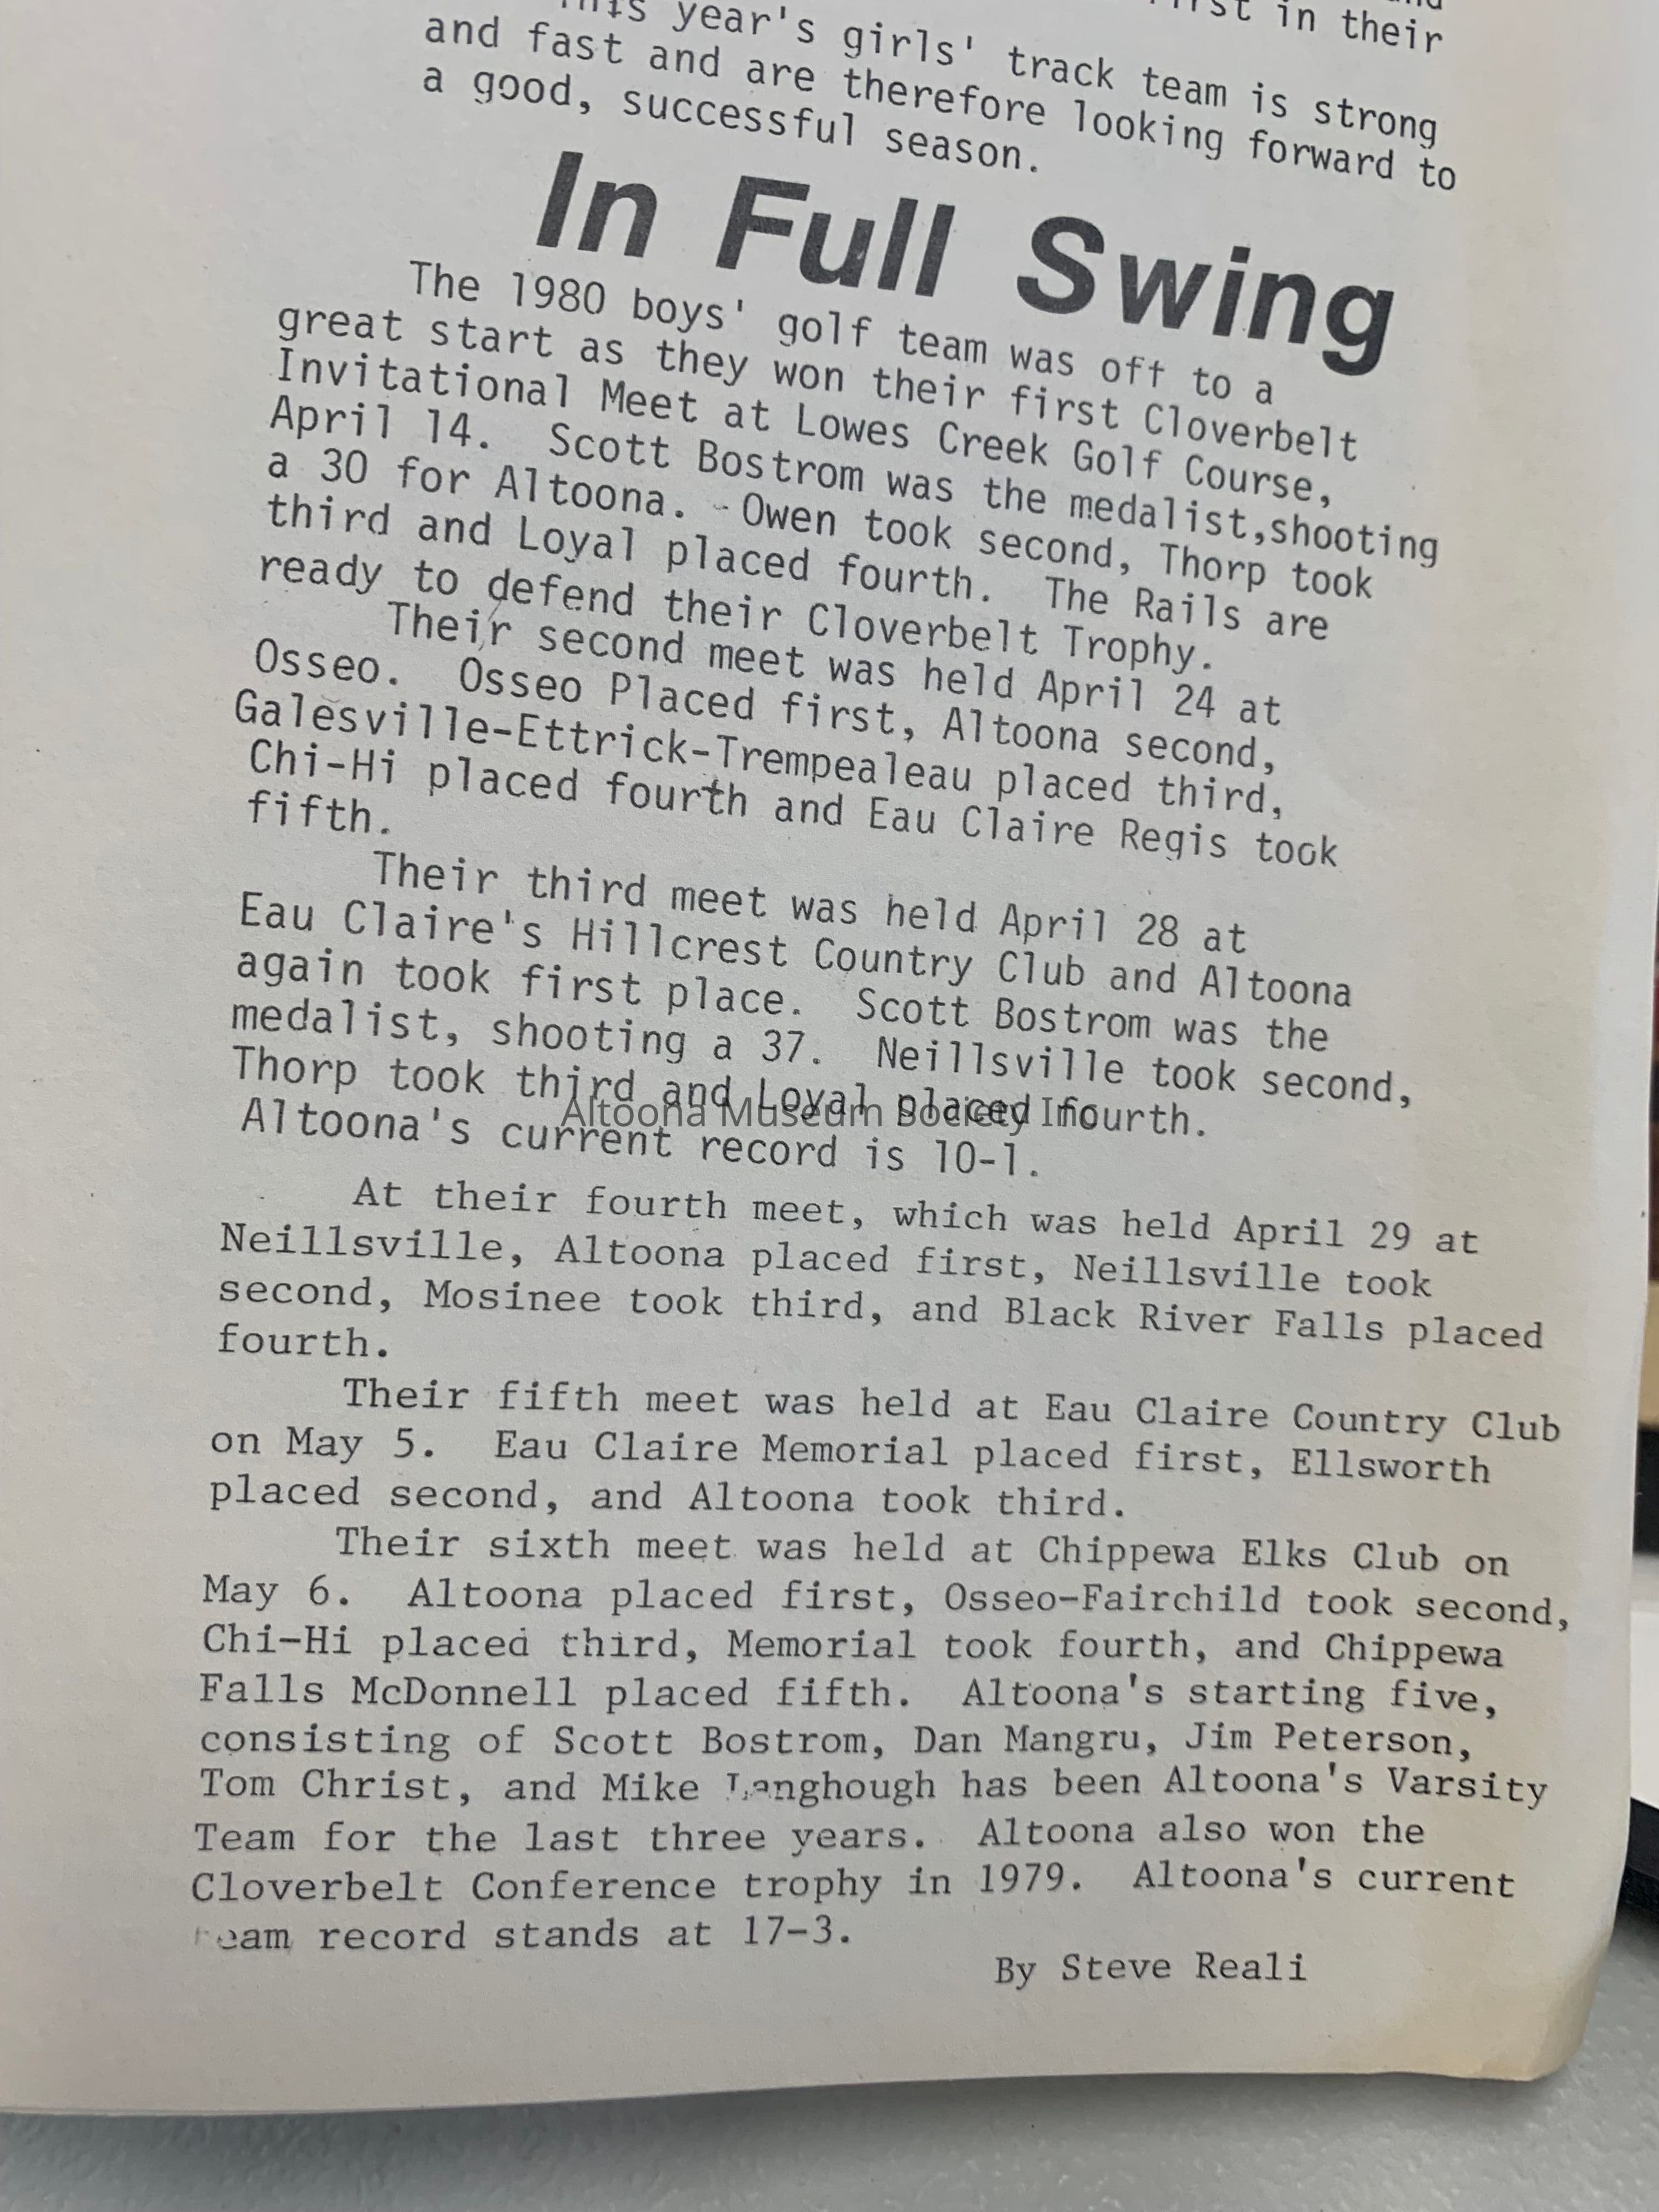 This year's girls' track team is strong
in their
and fast and are therefore looking forward to
a good, successful season.
In Full Swing
The 1980 boys' golf team was off to a
great start as they won their first Cloverbelt
Invitational Meet at Lowes Creek Golf Course,
April 14. Scott Bostrom was the medalist,shooting
a 30 for Altoona. Owen took second, Thorp took
third and Loyal placed fourth. The Rails are
ready to defend their Cloverbelt Trophy.
Their second meet was held April 24 at
Osseo. Osseo Placed first, Altoona second,
Galesville-Ettrick-Trempealeau placed third,
Chi-Hi placed fourth and Eau Claire Regis took
fifth.
Their third meet was held April 28 at
Eau Claire's Hillcrest Country Club and Altoona
again took first place. Scott Bostrom was the
medalist, shooting a 37. Neillsville took second,
Thorp took third and Loyal placed fourth.
Altoona Museum Society Inc
Altoona's current record is 10-1.
At their fourth meet, which was held April 29 at
Neillsville, Altoona placed first, Neillsville took
second, Mosinee took third, and Black River Falls placed
fourth.
Their fifth meet was held at Eau Claire Country Club
on May 5. Eau Claire Memorial placed first, Ellsworth
placed second, and Altoona took third.
Their sixth meet was held at Chippewa Elks Club on
May 6. Altoona placed first, Osseo-Fairchild took second,
Chi-Hi placed third, Memorial took fourth, and Chippewa
Falls McDonnell placed fifth. Altoona's starting five,
consisting of Scott Bostrom, Dan Mangru, Jim Peterson,
Tom Christ, and Mike Langhough has been Altoona's Varsity
Team for the last three years. Altoona also won the
Cloverbelt Conference trophy in 1979. Altoona's current
team record stands at 17-3.
By Steve Reali